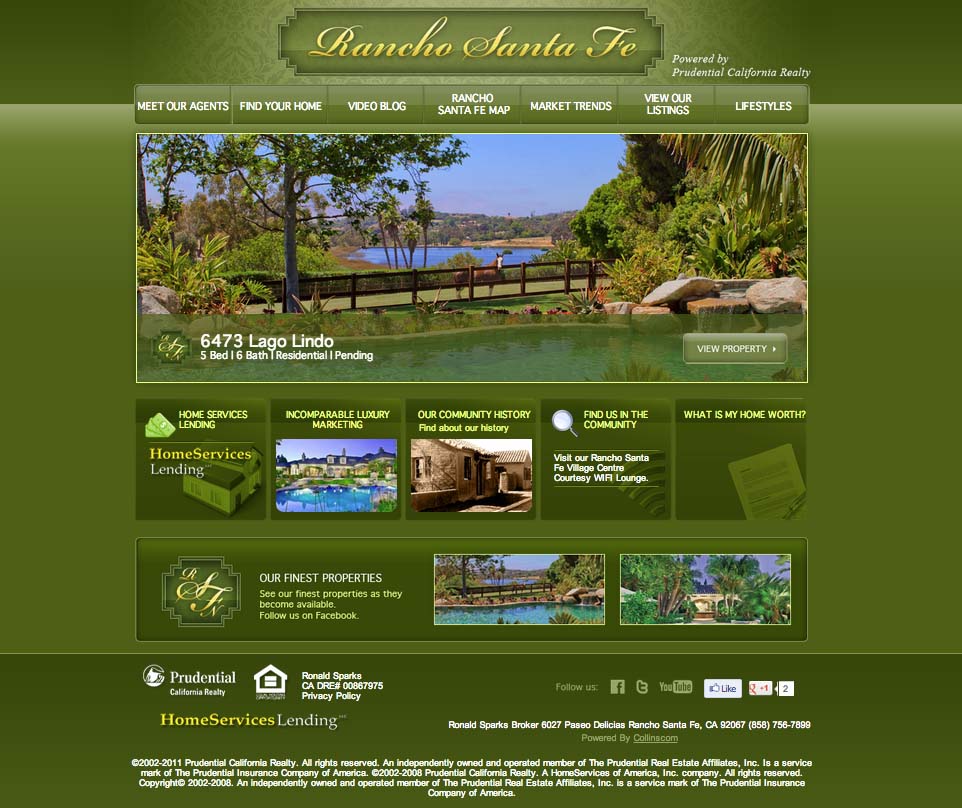 Rancho Santa Fe
Powered by
Prudential California Realty
MEET OUR AGENTS
FIND YOUR HOME
VIDEO BLOG
RANCHO
SANTA FE MAP
MARKET TRENDS
VIEW OUR
LISTINGS
LIFESTYLES
6473 Lago Lindo
5 Bed | 6 Bath | Residential | Pending
VIEW PROPERTY
HOME SERVICES
LENDING
HomeServices
Lending
INCOMPARABLE LUXURY
MARKETING
OUR COMMUNITY HISTORY
Find about our history
FIND US IN THE
COMMUNITY
Visit our Rancho Santa
Fe Village Centre
Courtesy WIFI Lounge.
WHAT IS MY HOME WORTH?
R
S
F
N
OUR FINEST PROPERTIES
See our finest properties as they
become available.
Follow us on Facebook.
Prudential
California Realty
EQUAL HOUSING
OPPORTUNITY
Ronald Sparks
CA DRE# 00867975
Privacy Policy
HomeServices Lending
Follow us:
You Tube
Like
g +1
2
Ronald Sparks Broker 6027 Paseo Delicias Rancho Santa Fe, CA 92067 (858) 756-7899
Powered By Collinscom
©2002-2011 Prudential California Realty. All rights reserved. An independently owned and operated member of The Prudential Real Estate Affiliates, Inc. Is a service
mark of The Prudential Insurance Company of America. ©2002-2008 Prudential California Realty. A HomeServices of America, Inc. company. All rights reserved.
Copyright© 2002-2008. An independently owned and operated member of The Prudential Real Estate Affiliates, Inc. is a service mark of The Prudential Insurance
Company of America.